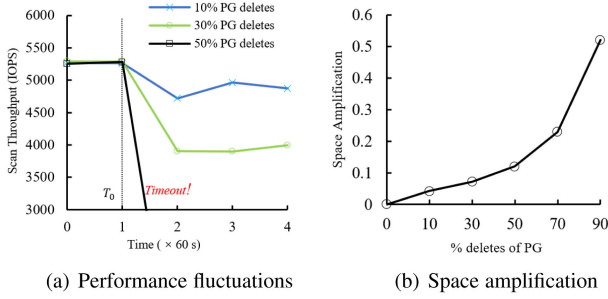 10% PG deletes
30% PG deletes
50% PG deletes
Scan Throughput (IOPS)
6000
5500
5000
4500
4000
3500
3000
T0
Timeout!
0 1 2 3 4
Time ( × 60 s)
(a) Performance fluctuations
Space Amplification
0.6
0.5
0.4
0.3
0.2
0.1
0
0 10 30 50 70 90
% deletes of PG
(b) Space amplification